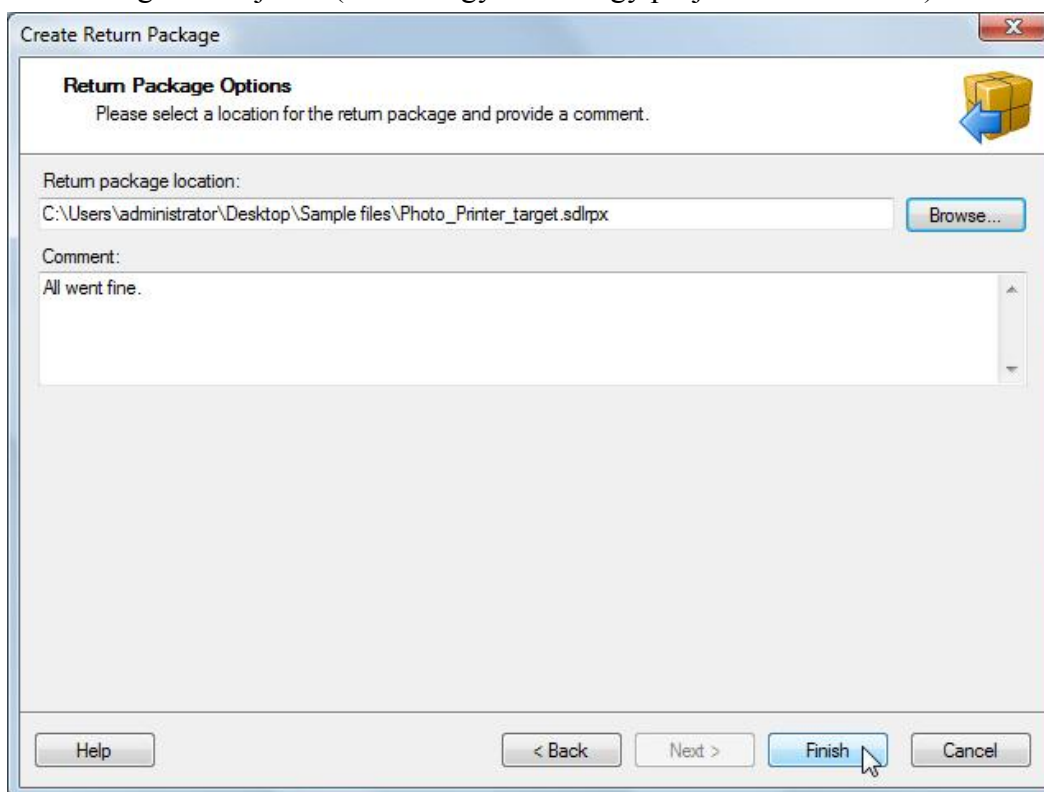 Create Return Package
Return Package Options
Please select a location for the return package and provide a comment.
Return package location:
C:\Users\administrator\Desktop\Sample files\Photo_Printer_target.sdlrpx
Browse...
Comment:
All went fine.
Help
< Back
Next >
Finish
Cancel